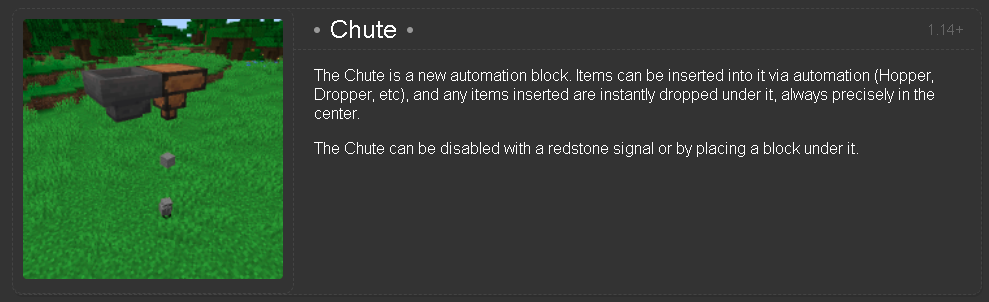 • Chute •
1.14+
The Chute is a new automation block. Items can be inserted into it via automation (Hopper,
Dropper, etc), and any items inserted are instantly dropped under it, always precisely in the
center.
The Chute can be disabled with a redstone signal or by placing a block under it.